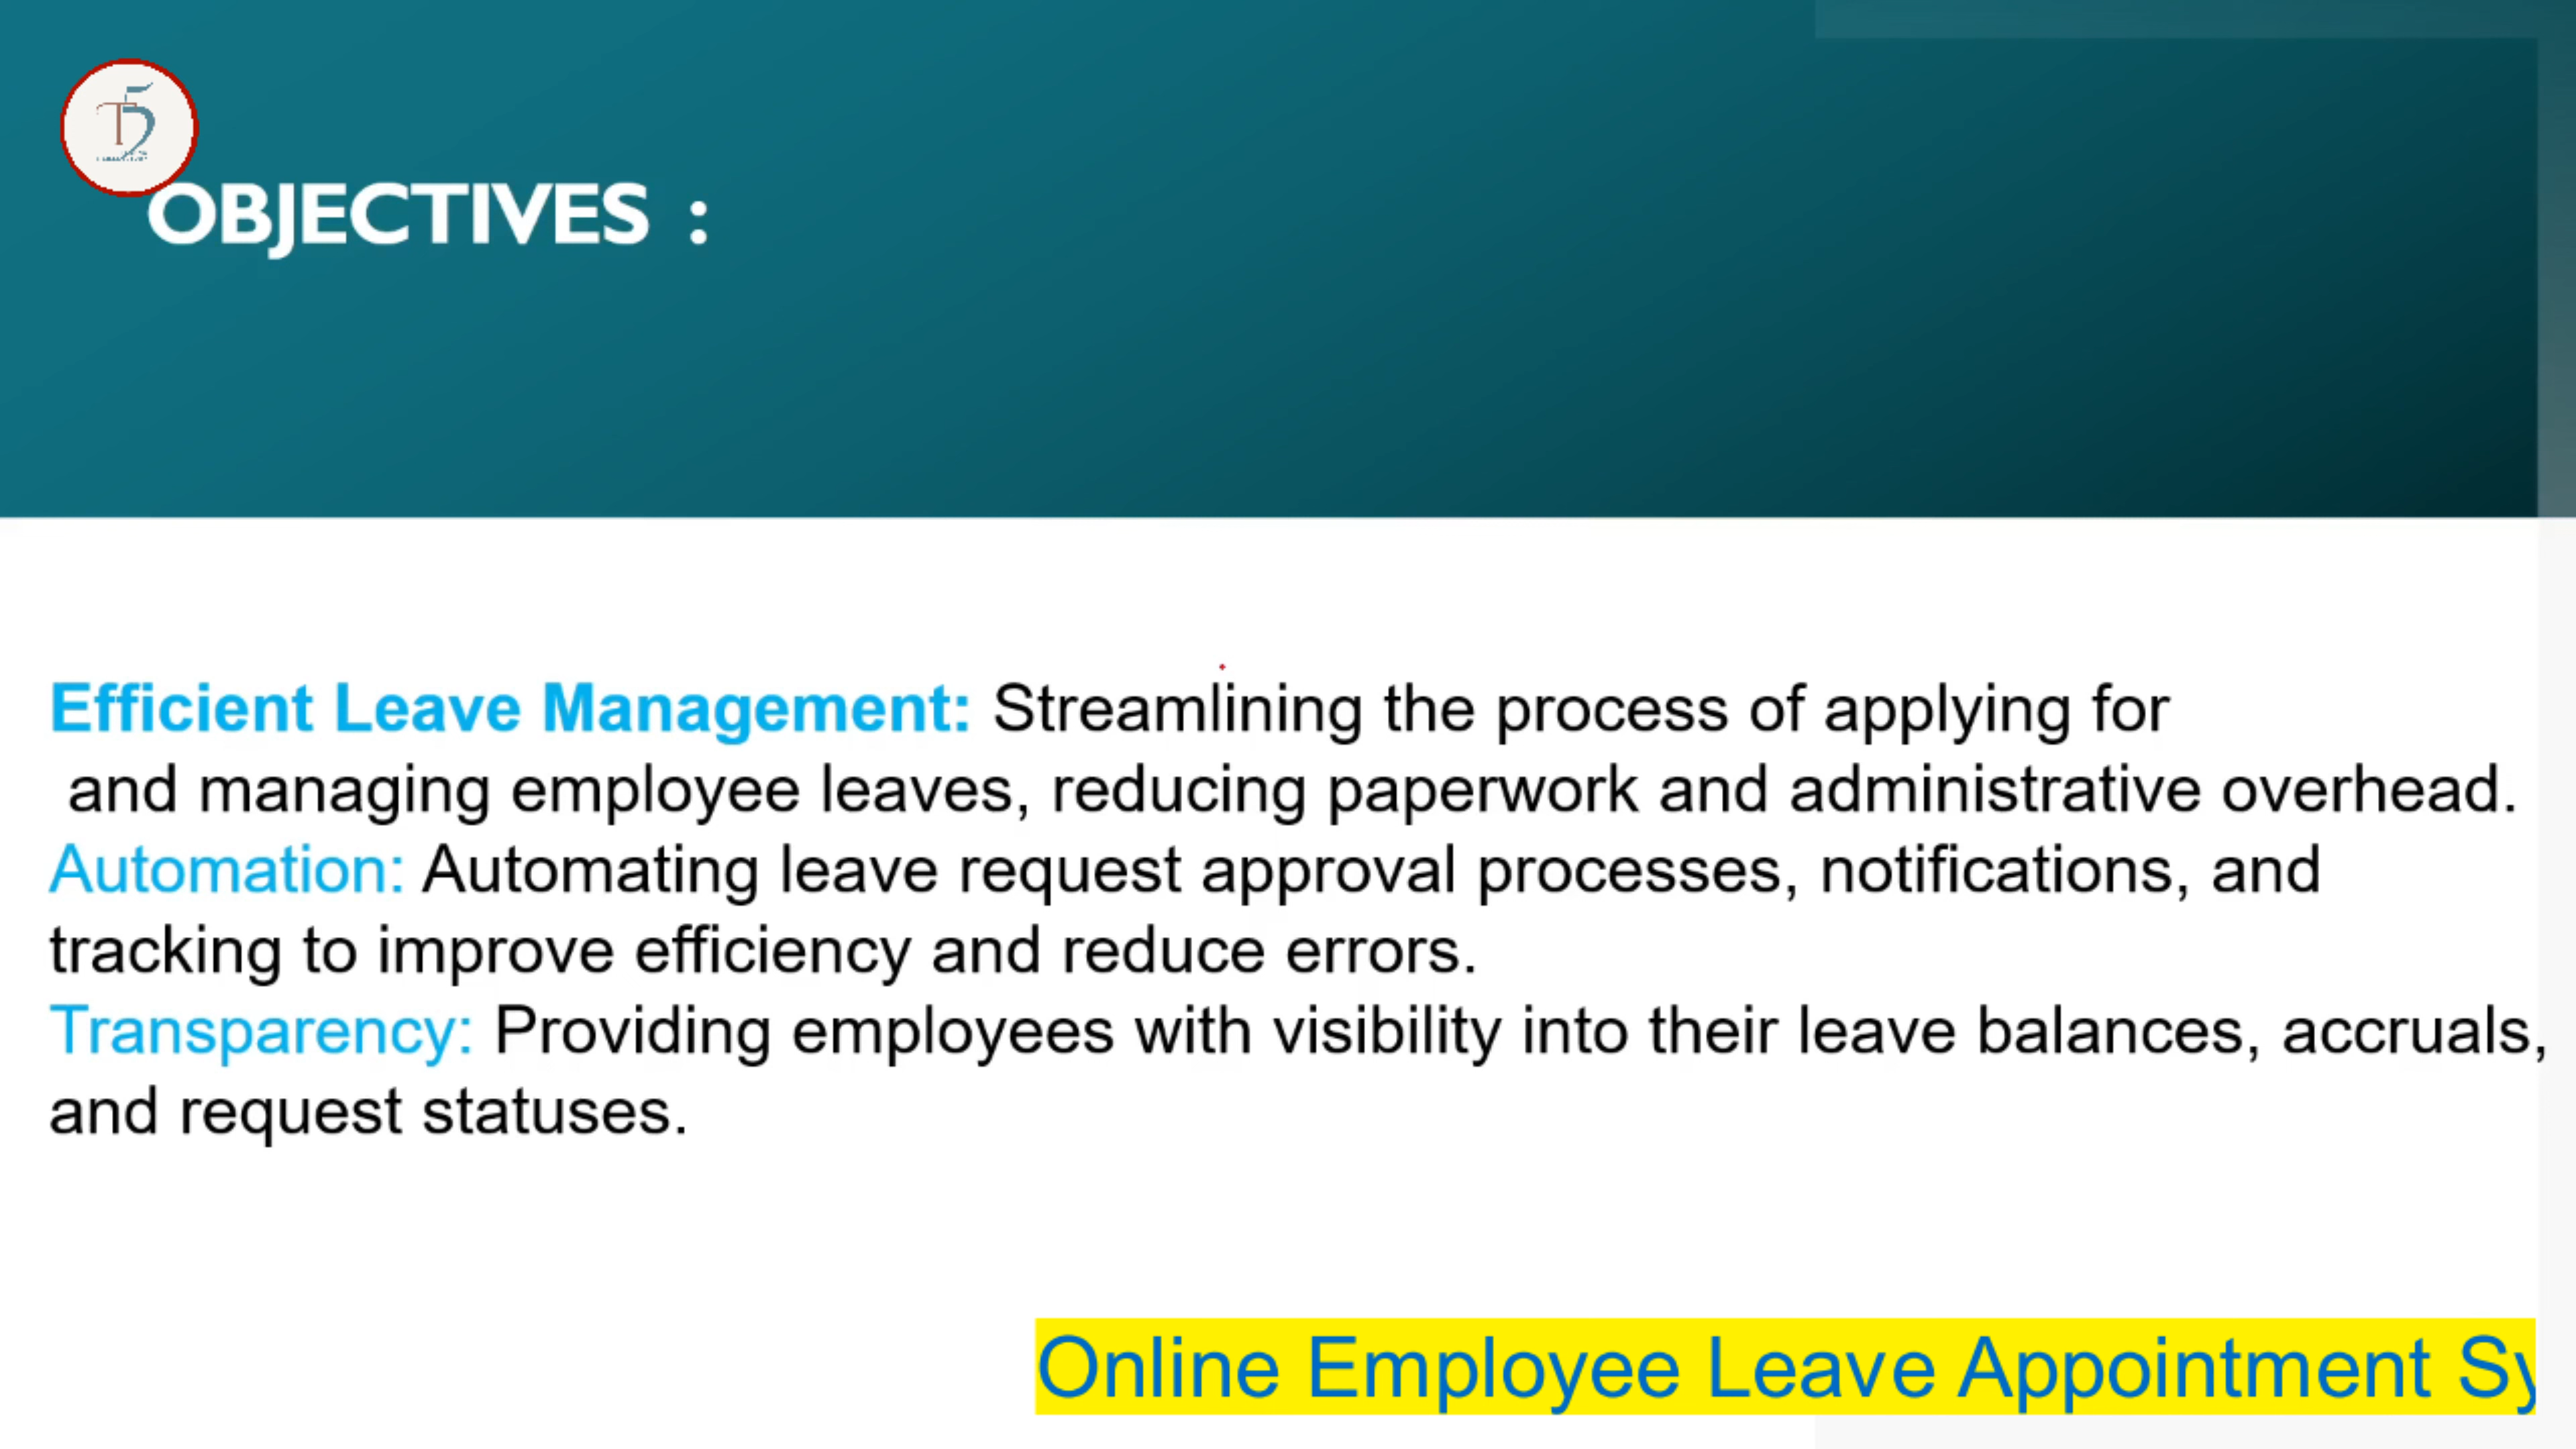 OBJECTIVES :
Efficient Leave Management: Streamlining the process of applying for
and managing employee leaves, reducing paperwork and administrative overhead.
Automation: Automating leave request approval processes, notifications, and
tracking to improve efficiency and reduce errors.
Transparency: Providing employees with visibility into their leave balances, accruals,
and request statuses.
Online Employee Leave Appointment Sy